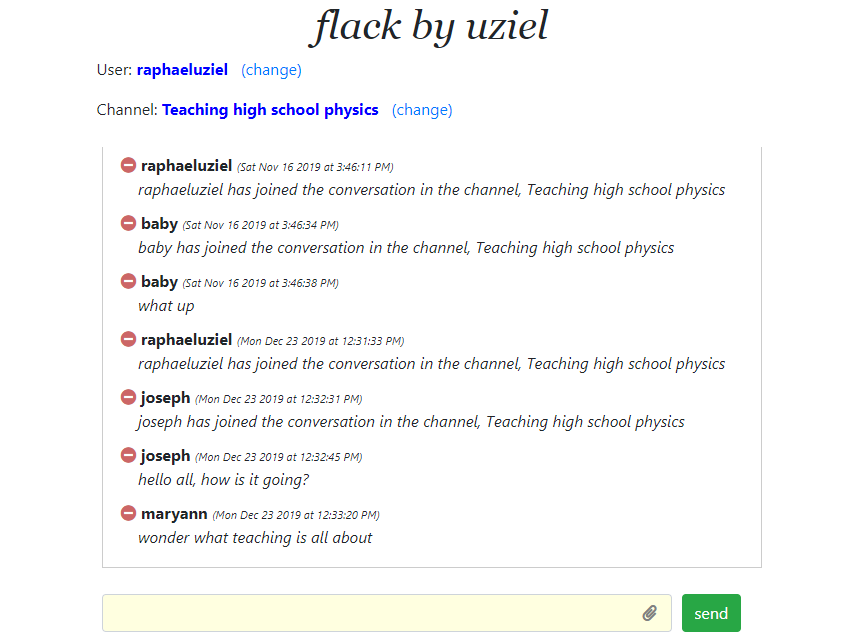 flack by uziel
User: raphaeluziel (change)
Channel: Teaching high school physics (change)
raphaeluziel (Sat Nov 16 2019 at 3:46:11 PM)
raphaeluziel has joined the conversation in the channel, Teaching high school physics
baby (Sat Nov 16 2019 at 3:46:34 PM)
baby has joined the conversation in the channel, Teaching high school physics
baby (Sat Nov 16 2019 at 3:46:38 PM)
what up
raphaeluziel (Mon Dec 23 2019 at 12:31:33 PM)
raphaeluziel has joined the conversation in the channel, Teaching high school physics
joseph (Mon Dec 23 2019 at 12:32:31 PM)
joseph has joined the conversation in the channel, Teaching high school physics
joseph (Mon Dec 23 2019 at 12:32:45 PM)
hello all, how is it going?
maryann (Mon Dec 23 2019 at 12:33:20 PM)
wonder what teaching is all about
send